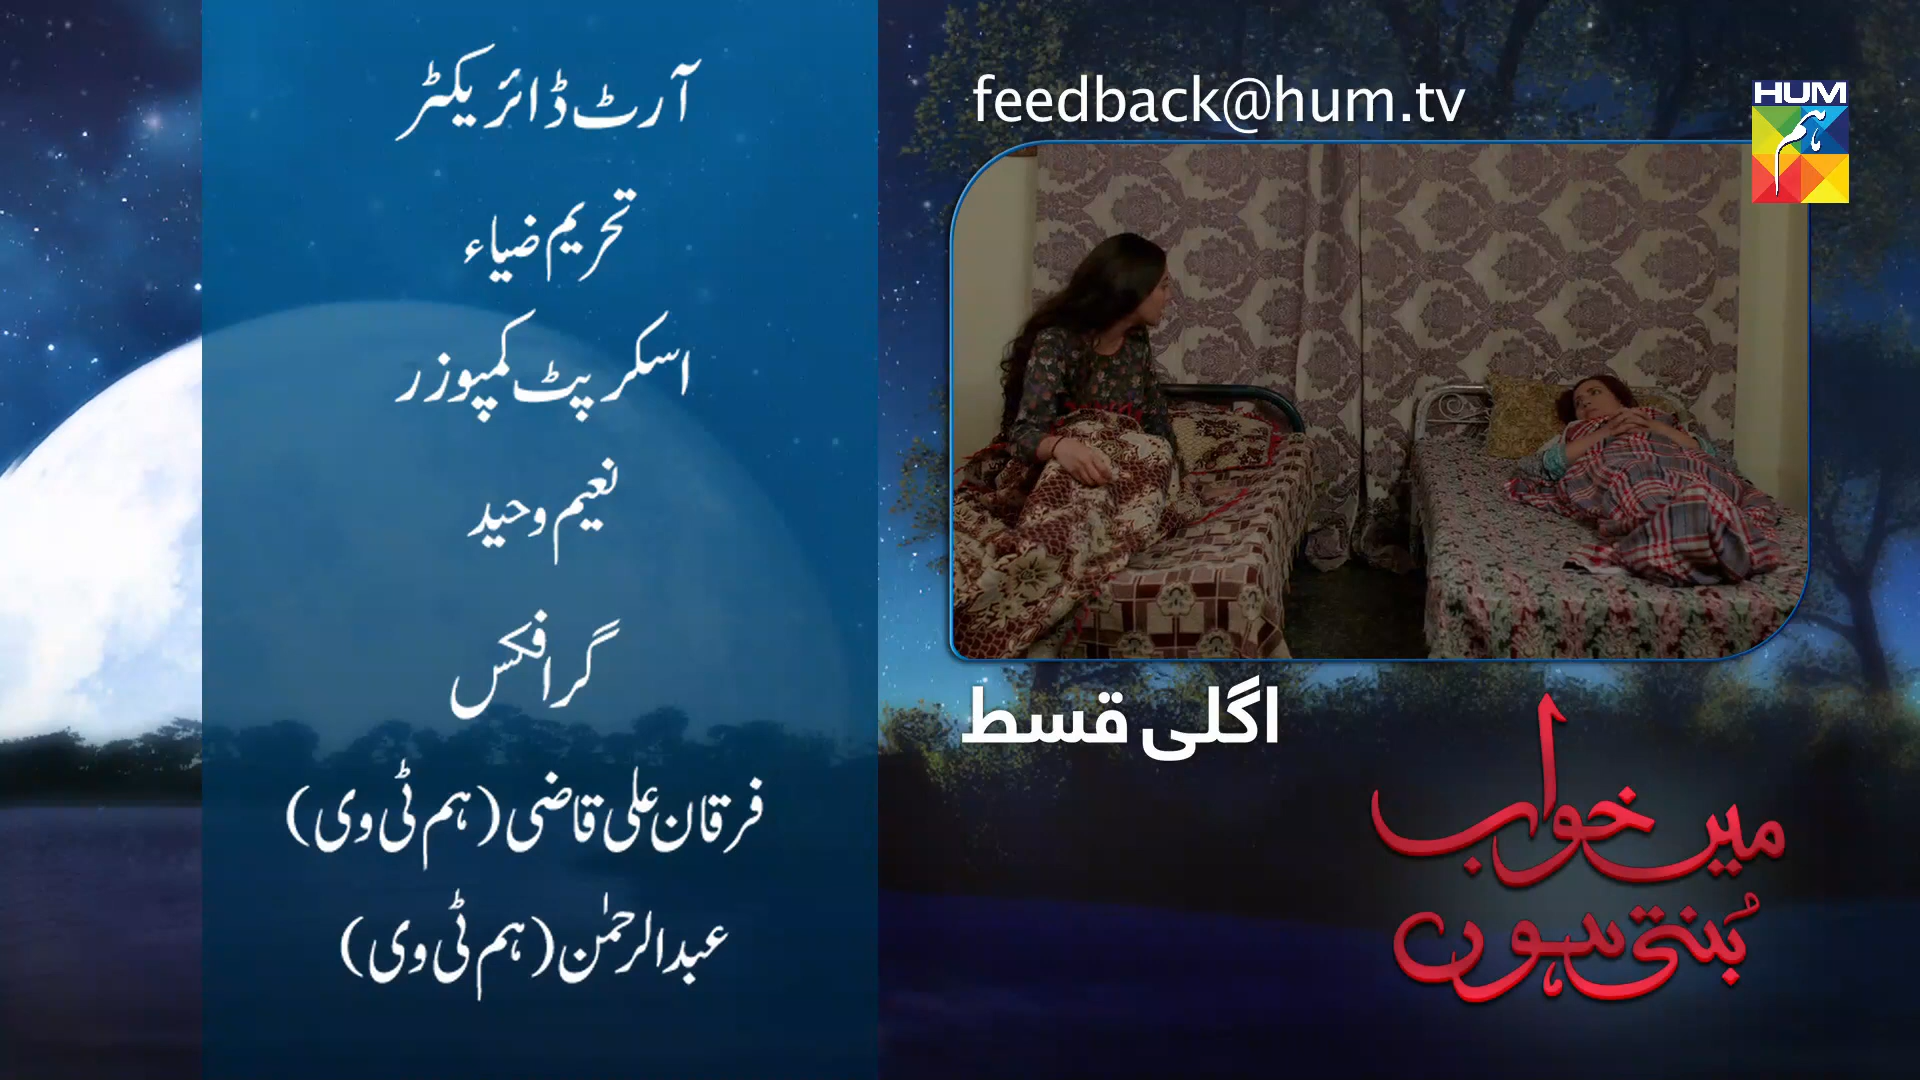 آرٹ ڈائریکٹر
تحریم ضیاء
اسکرپٹ کمپوزر
نعیم وحید
گرافکس
فرقان علی قاضی (ہم ٹی وی)
عبدالرحمٰن (ہم ٹی وی)
feedback@hum.tv
HUM
ہم
اگلی قسط
میں خواب
بُنتی ہوں